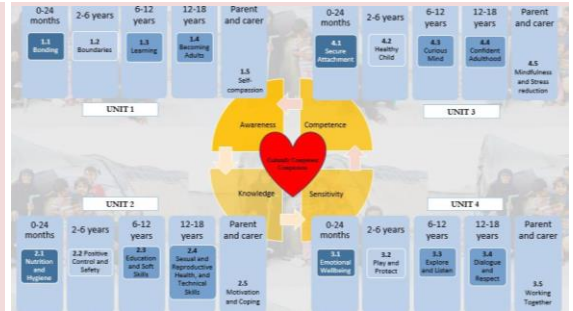 0-24
months
2-6 years
6-12
years
12-18
years
Parent
and carer
1.1
Bonding
1.2
Boundaries
1.3
Learning
1.4
Becoming
Adults
1.5
Self-
compassion
UNIT 1
0-24
months
2-6 years
6-12
years
12-18
years
Parent
and carer
4.1
Secure
Attachment
4.2
Healthy
Child
4.3
Curious
Mind
4.4
Confident
Adulthood
4.5
Mindfulness
and Stress
reduction
UNIT 3
Awareness
Competence
Culturally Competent
Compassion
Knowledge
Sensitivity
UNIT 2
0-24
months
2-6 years
6-12
years
12-18
years
Parent
and carer
2.1
Nutrition
and
Hygiene
2.2 Postive
Control and
Safety
2.3
Education
and Soft
Skills
2.4
Sexual and
Reproductive
Health, and
Technical
Skills
2.5
Motivation
and Coping
UNIT 4
0-24
months
2-6 years
6-12
years
12-18
years
Parent
and carer
3.1
Emotional
Wellbeing
3.2
Play and
Protect
3.3
Explore
and Listen
3.4
Dialogue
and
Respect
3.5
Working
Together